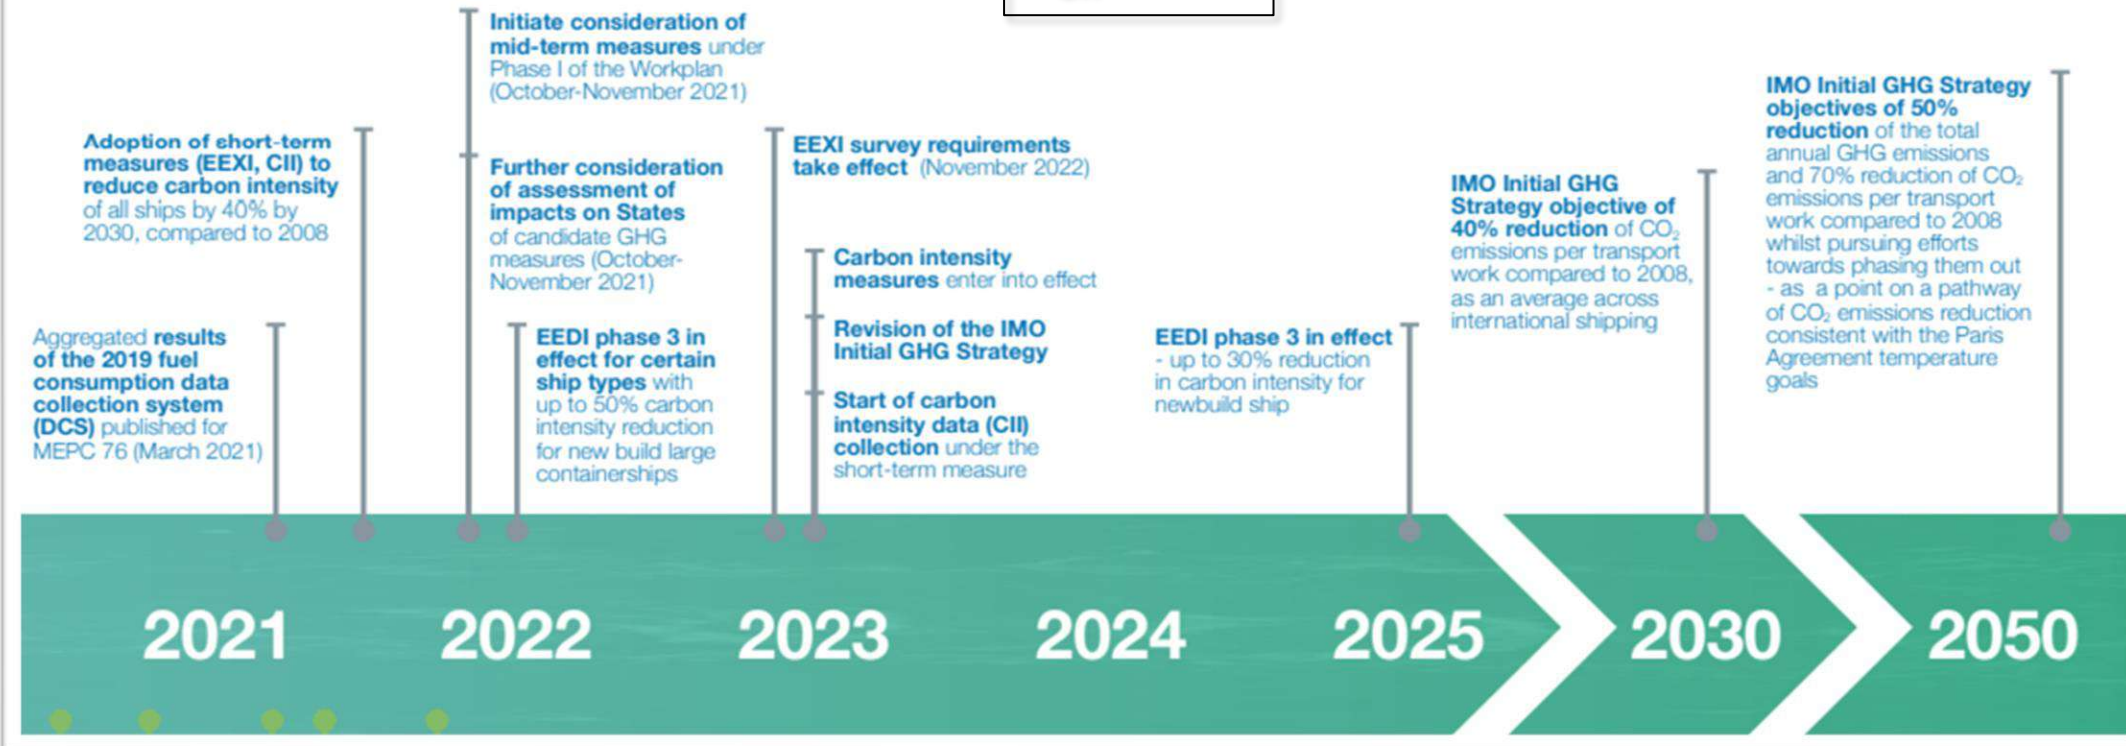 Initiate consideration of
mid-term measures under
Phase I of the Workplan
(October-November 2021)
Adoption of short-term
measures (EEXI, CII) to
reduce carbon intensity
of all ships by 40% by
2030, compared to 2008
Further consideration
of assessment of
impacts on States
of candidate GHG
measures (October-
November 2021)
Aggregated results
of the 2019 fuel
consumption data
collection system
(DCS) published for
MEPC 76 (March 2021)
EEDI phase 3 in
effect for certain
ship types with
up to 50% carbon
intensity reduction
for new build large
containerships
EEXI survey requirements
take effect (November 2022)
Carbon intensity
measures enter into effect
Revision of the IMO
Initial GHG Strategy
Start of carbon
intensity data (CII)
collection under the
short-term measure
EEDI phase 3 in effect
- up to 30% reduction
in carbon intensity for
newbuild ship
IMO Initial GHG
Strategy objective of
40% reduction of CO₂
emissions per transport
work compared to 2008,
as an average across
international shipping
IMO Initial GHG Strategy
objectives of 50%
reduction of the total
annual GHG emissions
and 70% reduction of CO₂
emissions per transport
work compared to 2008
whilst pursuing efforts
towards phasing them out
- as a point on a pathway
of CO₂ emissions reduction
consistent with the Paris
Agreement temperature
goals
2021
2022
2023
2024
2025
2030
2050